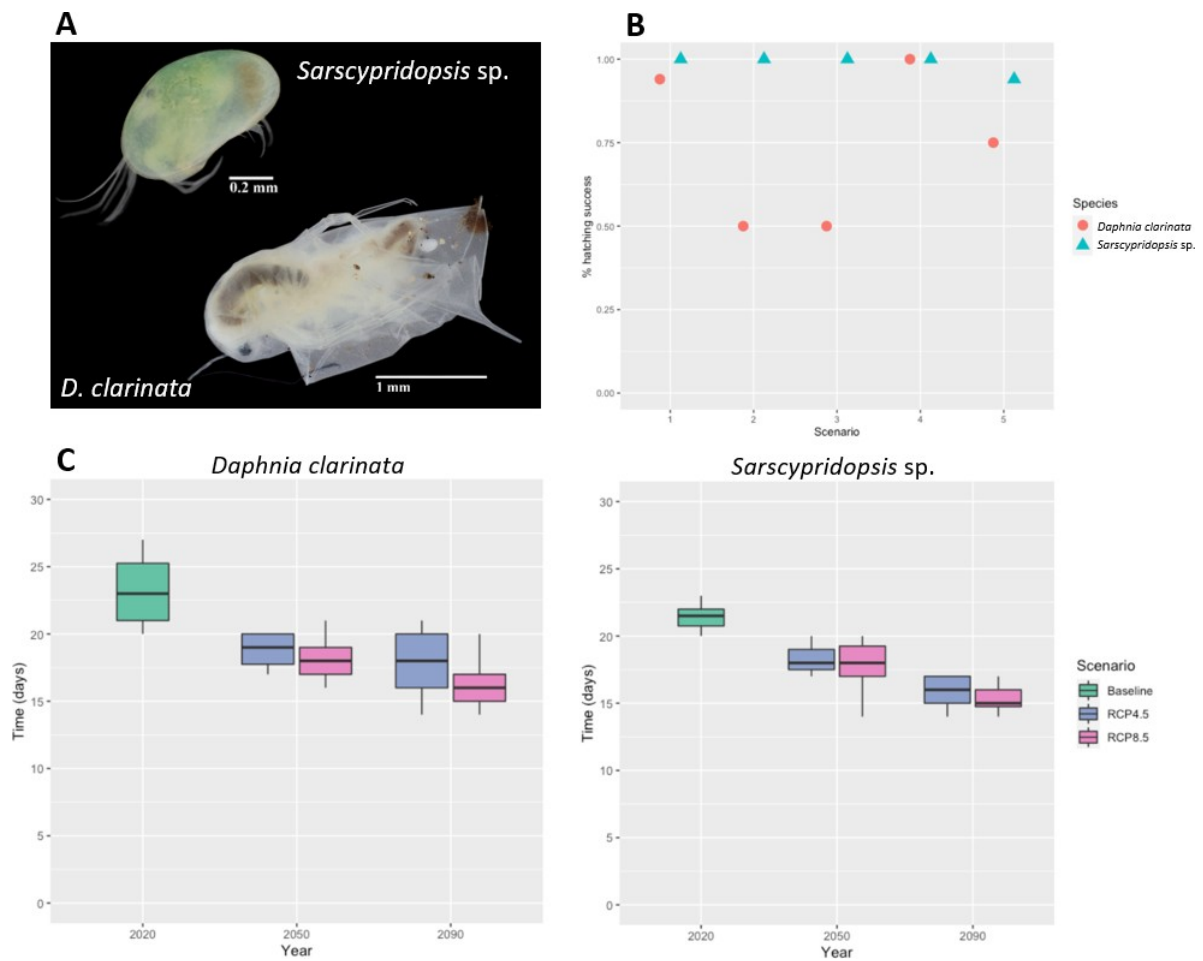 A
Sarscypridopsis sp.
0.2 mm
1 mm
D. clarinata
B
% hatching success
1.00
0.75
0.50
0.25
0.00
1 2 3 4 5
Scenario
Species
Daphnia clarinata
Sarscypridopsis sp.
C
Daphnia clarinata
Time (days)
30
25
20
15
10
5
0
2020 2050 2090
Year
Sarscypridopsis sp.
Time (days)
30
25
20
15
10
5
0
2020 2050 2090
Year
Scenario
Baseline
RCP4.5
RCP8.5